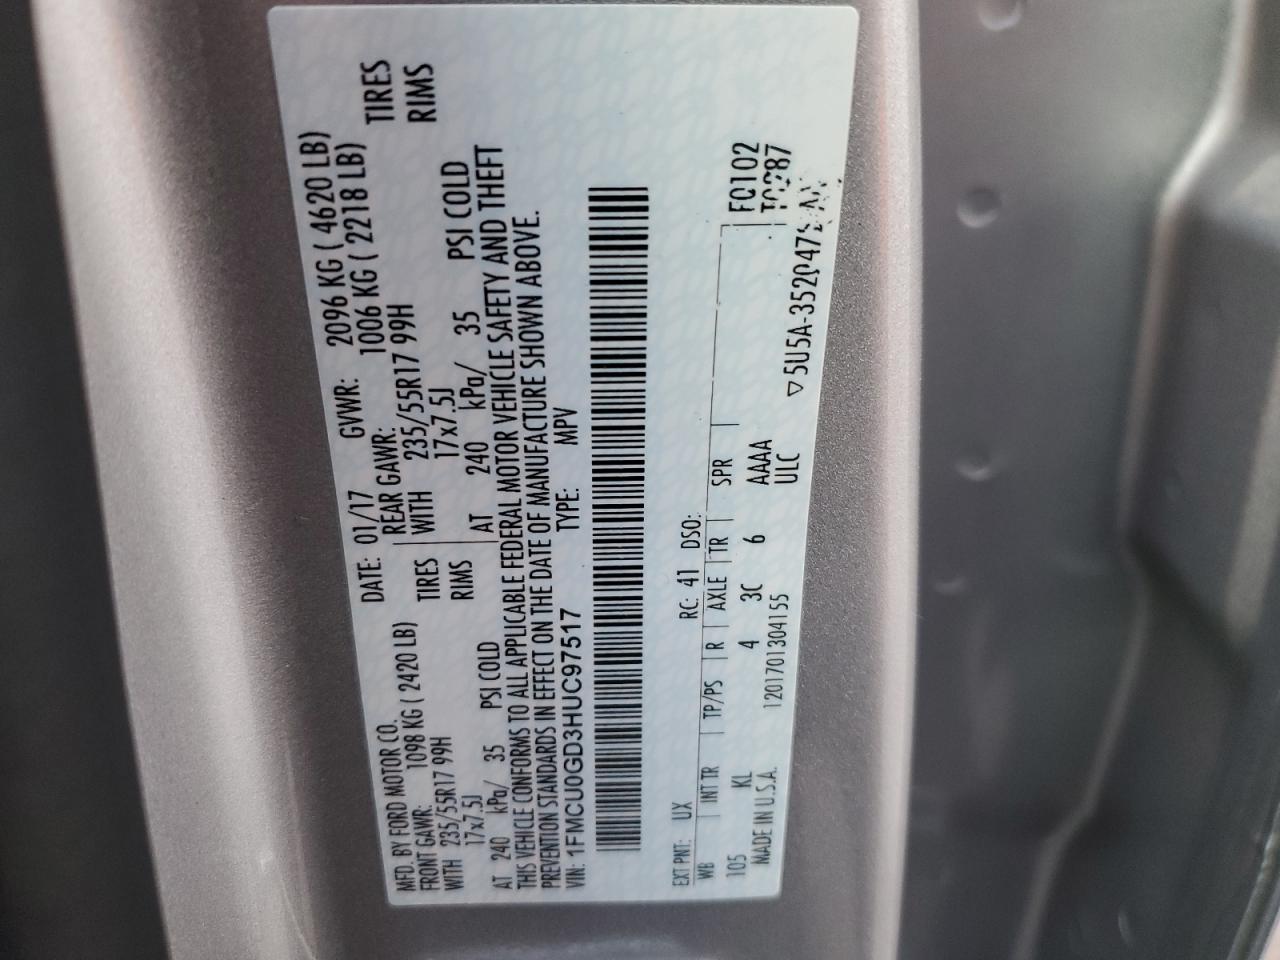 MFD. BY FORD MOTOR CO.
DATE: 01/17 GVWR: 2096 KG ( 4620 LB)
FRONT GAWR: 1098 KG ( 2420 LB) REAR GAWR: 1006 KG ( 2218 LB)
WITH 235/55R17 99H TIRES WITH 235/55R17 99H TIRES
17x7.5J RIMS 17x7.5J RIMS
AT 240 kPa/ 35 PSI COLD AT 240 kPa/ 35 PSI COLD
THIS VEHICLE CONFORMS TO ALL APPLICABLE FEDERAL MOTOR VEHICLE SAFETY AND THEFT
PREVENTION STANDARDS IN EFFECT ON THE DATE OF MANUFACTURE SHOWN ABOVE.
VIN: 1FMCU0GD3HUC97517 TYPE: MPV
EXT PNT: UX RC: 41 DSO:
WB INT TR TP/PS R AXLE TR SPR
105 KL 4 3C 6 AAAA
FQ102
MADE IN U.S.A. 1201701304155 ULC